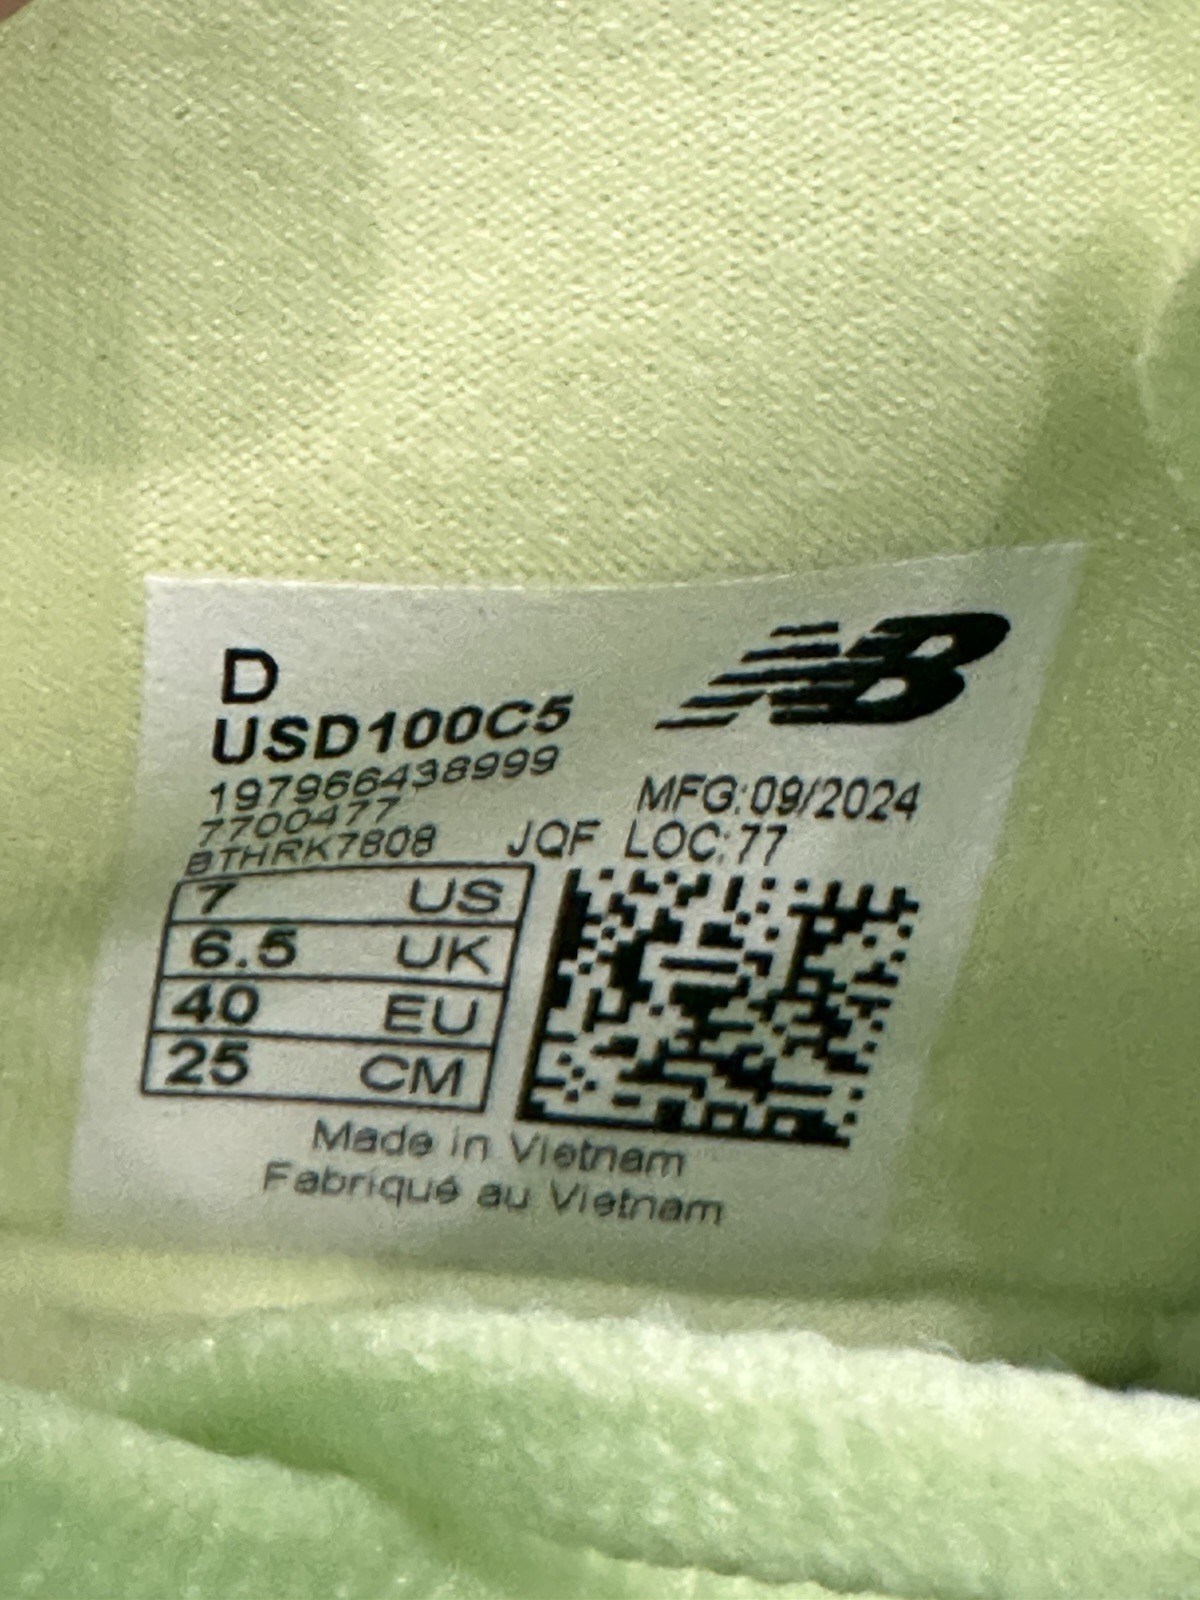 D
NB
USD100C5
197966438999
MFG:09/2024
7700477
BTHRK7808 JQF LOC:77
7 US
6.5 UK
40 EU
25 CM
Made in Vietnam
Fabriqué au Vietnam